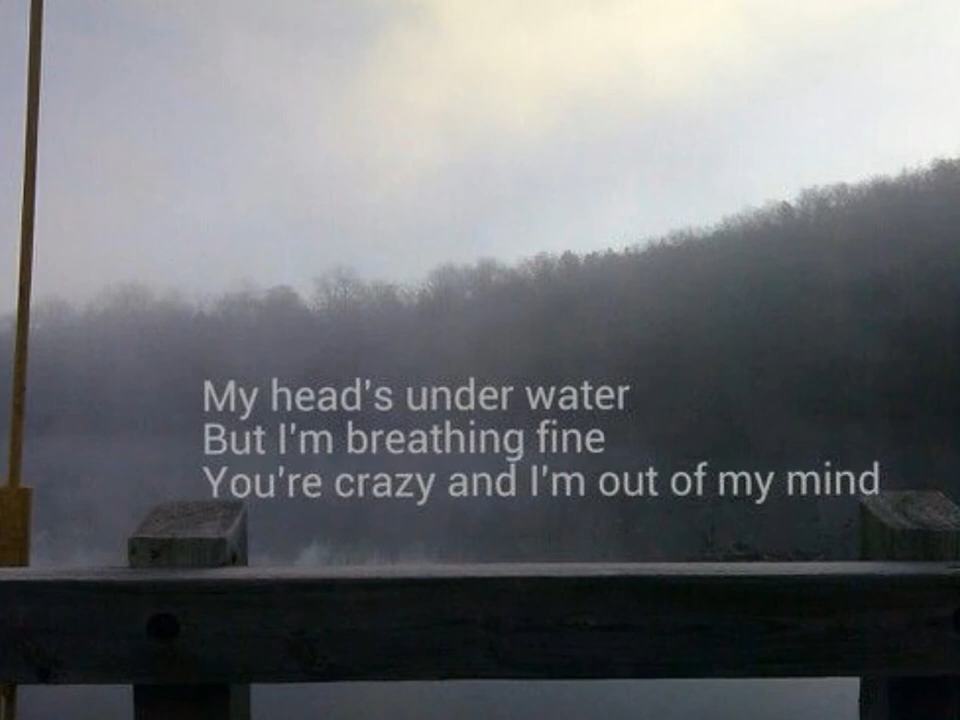 My head's under water
But I'm breathing fine
You're crazy and I'm out of my mind